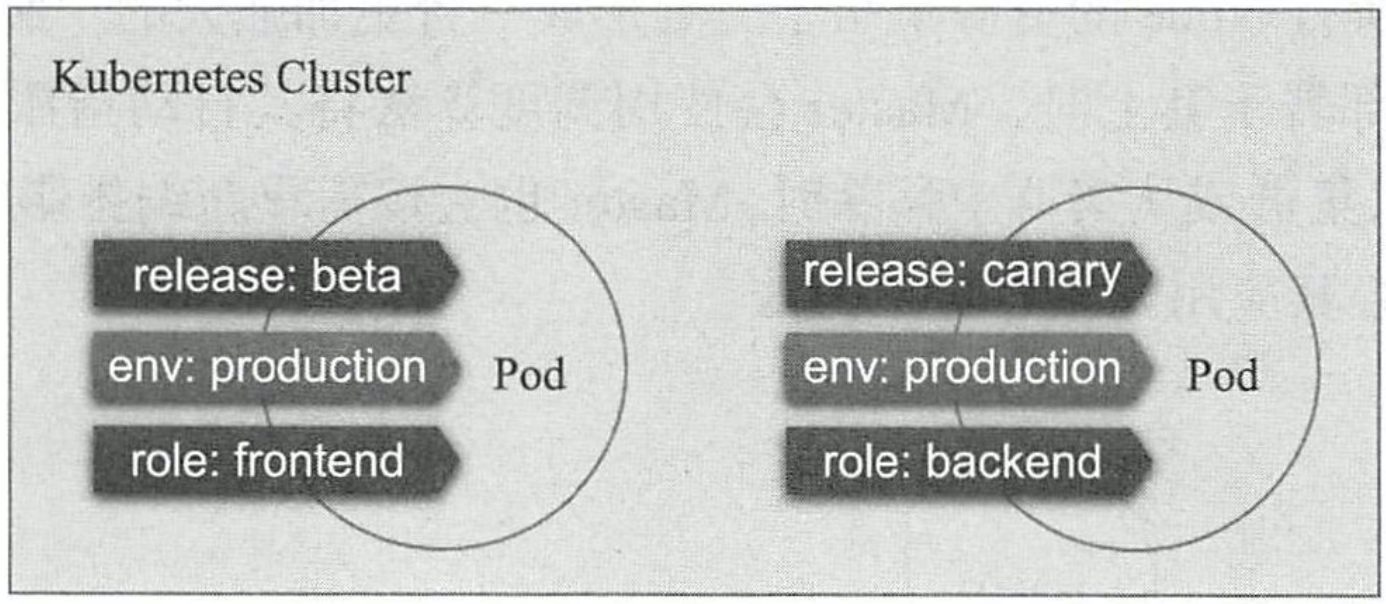 Kubernetes Cluster
release: beta
env: production
role: frontend
Pod
release: canary
env: production
role: backend
Pod